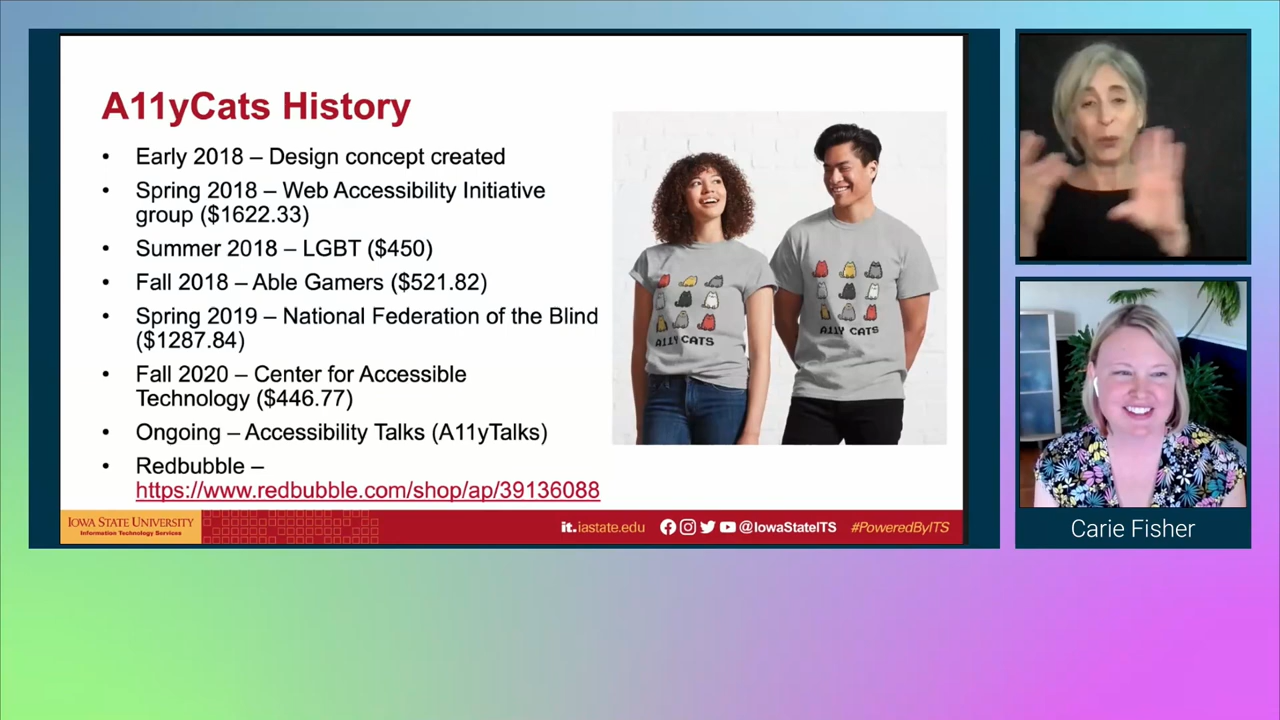 A11yCats History
• Early 2018 – Design concept created
• Spring 2018 – Web Accessibility Initiative
group ($1622.33)
• Summer 2018 – LGBT ($450)
• Fall 2018 – Able Gamers ($521.82)
• Spring 2019 – National Federation of the Blind
($1287.84)
• Fall 2020 – Center for Accessible
Technology ($446.77)
• Ongoing – Accessibility Talks (A11yTalks)
• Redbubble –
https://www.redbubble.com/shop/ap/39136088
A11Y CATS
A11Y CATS
IOWA STATE UNIVERSITY
Information Technology Services
it.iastate.edu
@IowaStateITS
#PoweredByITS
Carie Fisher